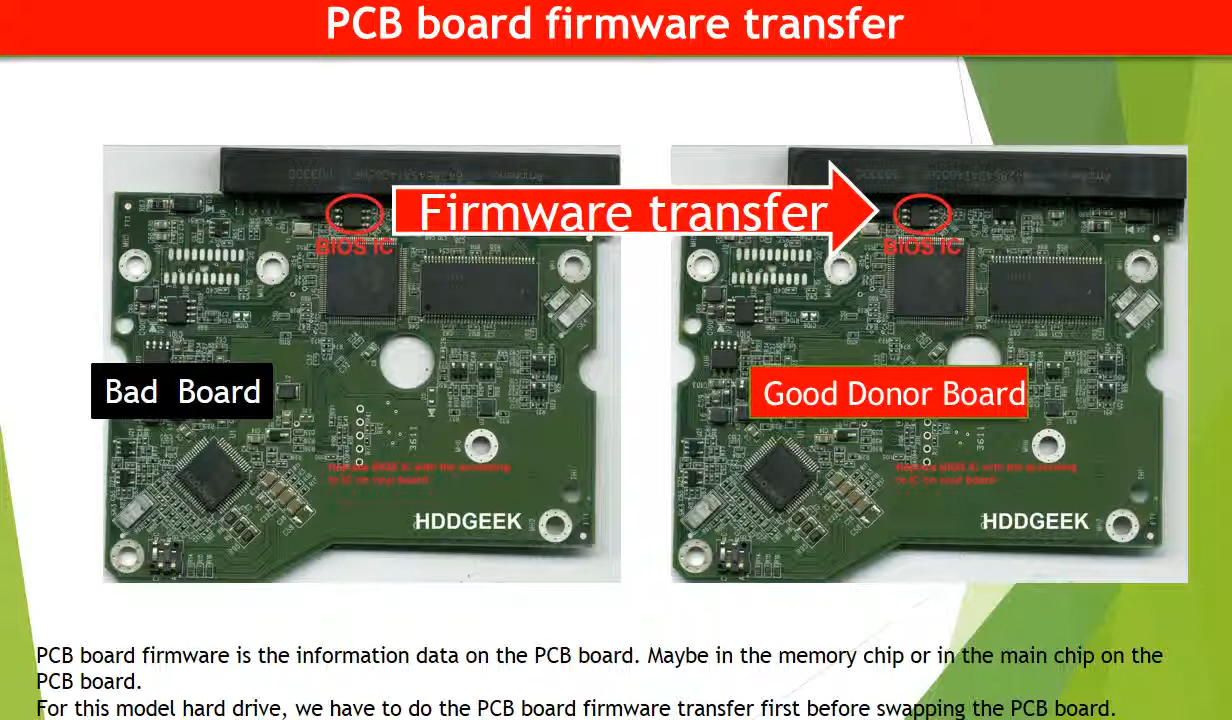 PCB board firmware transfer
Firmware transfer
BIOS IC
BIOS IC
Bad Board
Good Donor Board
3611
3611
HDDGEEK
HDDGEEK
PCB board firmware is the information data on the PCB board. Maybe in the memory chip or in the main chip on the
PCB board.
For this model hard drive, we have to do the PCB board firmware transfer first before swapping the PCB board.